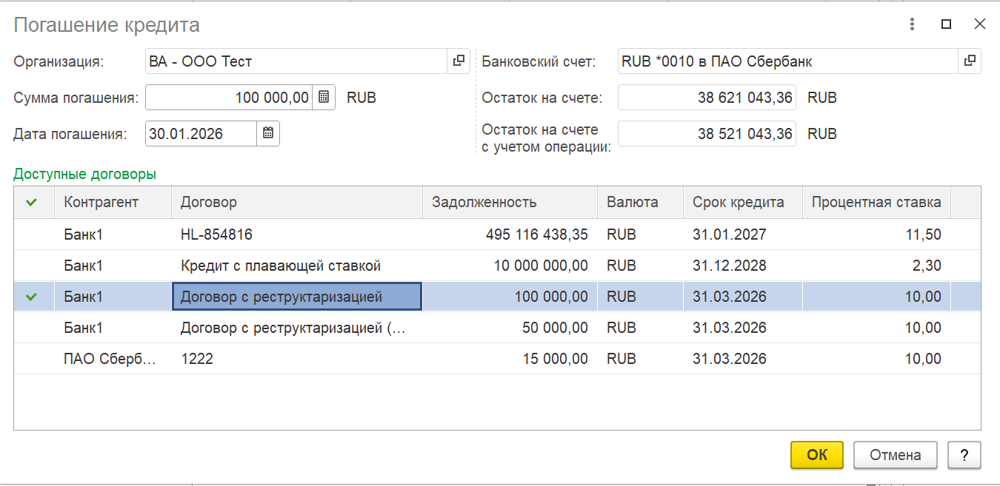 Погашение кредита
Организация: ВА - ООО Тест Банковский счет: RUB *0010 в ПАО Сбербанк
Сумма погашения: 100 000,00 RUB Остаток на счете: 38 621 043,36 RUB
Дата погашения: 30.01.2026 Остаток на счете
с учетом операции: 38 521 043,36 RUB
Доступные договоры
Контрагент Договор Задолженность Валюта Срок кредита Процентная ставка
Банк1 HL-854816 495 116 438,35 RUB 31.01.2027 11,50
Банк1 Кредит с плавающей ставкой 10 000 000,00 RUB 31.12.2028 2,30
Банк1 Договор с реструктаризацией 100 000,00 RUB 31.03.2026 10,00
Банк1 Договор с реструктаризацией (... 50 000,00 RUB 31.03.2026 10,00
ПАО Сберб... 1222 15 000,00 RUB 31.03.2026 10,00
ОК Отмена ?